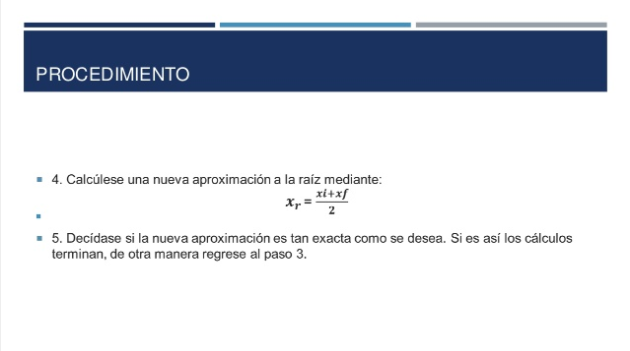 PROCEDIMIENTO
4. Calcúlese una nueva aproximación a la raíz mediante:
x_r = (xi+xf)/2
5. Decídase si la nueva aproximación es tan exacta como se desea. Si es así los cálculos
terminan, de otra manera regrese al paso 3.